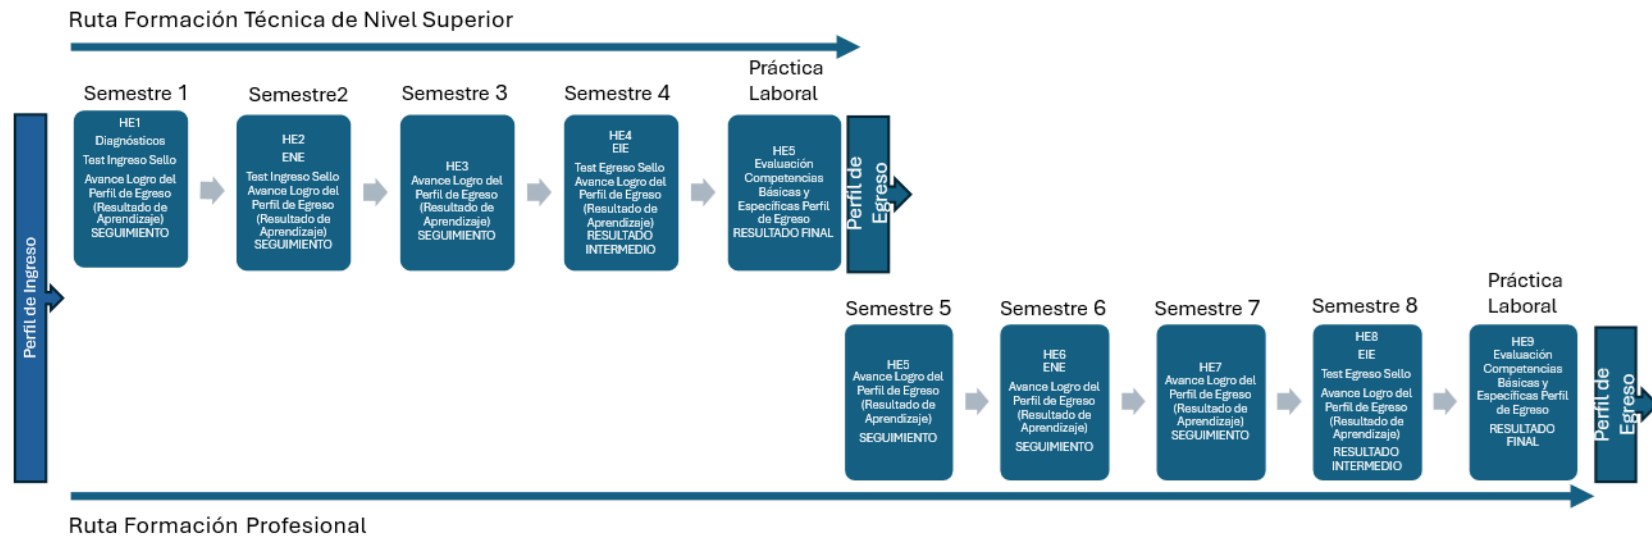 Ruta Formación Técnica de Nivel Superior
Perfil de Ingreso
Semestre 1
HE1
Diagnósticos
Test Ingreso Sello
Avance Logro del
Perfil de Egreso
(Resultado de
Aprendizaje)
SEGUIMIENTO
Semestre2
HE2
ENE
Test Ingreso Sello
Avance Logro del
Perfil de Egreso
(Resultado de
Aprendizaje)
SEGUIMIENTO
Semestre 3
HE3
Avance Logro del
Perfil de Egreso
(Resultado de
Aprendizaje)
SEGUIMIENTO
Semestre 4
HE4
EIE
Test Egreso Sello
Avance Logro del
Perfil de Egreso
(Resultado de
Aprendizaje)
RESULTADO
INTERMEDIO
Práctica
Laboral
HE5
Evaluación
Competencias
Básicas y
Específicas Perfil
de Egreso
RESULTADO FINAL
Perfil de
Egreso
Semestre 5
HE5
Avance Logro del
Perfil de Egreso
(Resultado de
Aprendizaje)
SEGUIMIENTO
Semestre 6
HE6
ENE
Avance Logro del
Perfil de Egreso
(Resultado de
Aprendizaje)
SEGUIMIENTO
Semestre 7
HE7
Avance Logro del
Perfil de Egreso
(Resultado de
Aprendizaje)
SEGUIMIENTO
Semestre 8
HE8
EIE
Test Egreso Sello
Avance Logro del
Perfil de Egreso
(Resultado de
Aprendizaje)
RESULTADO
INTERMEDIO
Práctica
Laboral
HE9
Evaluación
Competencias
Básicas y
Específicas Perfil
de Egreso
RESULTADO
FINAL
Perfil de
Egreso
Ruta Formación Profesional